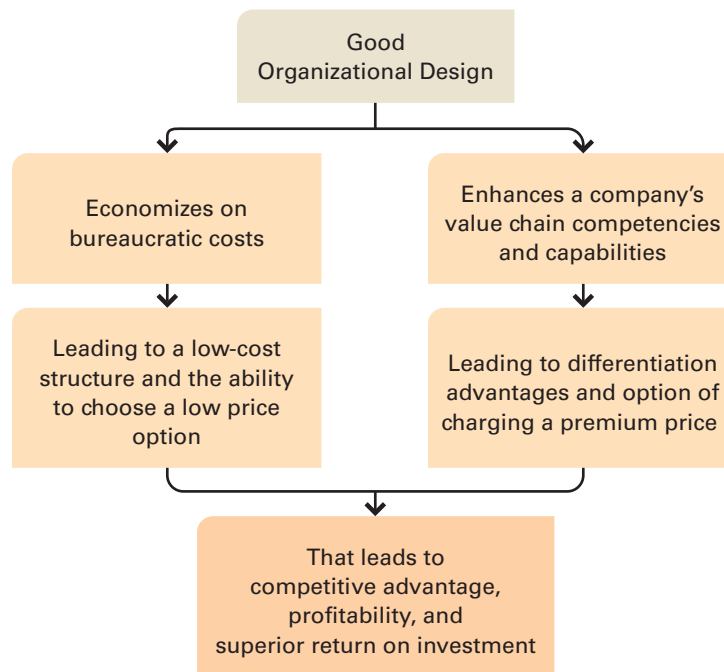 Good
Organizational Design
Economizes on
bureaucratic costs
Enhances a company’s
value chain competencies
and capabilities
Leading to a low-cost
structure and the ability
to choose a low price
option
Leading to differentiation
advantages and option of
charging a premium price
That leads to
competitive advantage,
profitability, and
superior return on investment